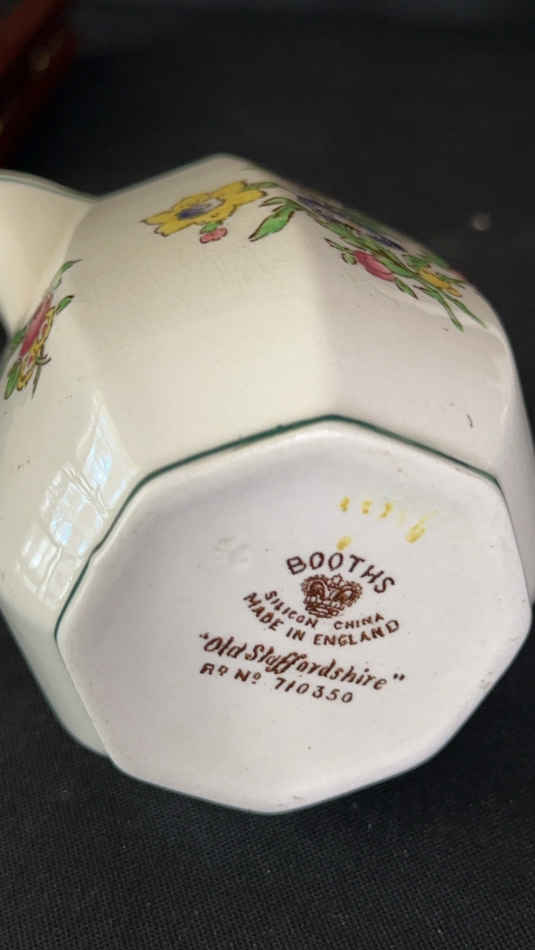 BOOTHS
SILICON CHINA
MADE IN ENGLAND
"Old Staffordshire"
Rd No 710350